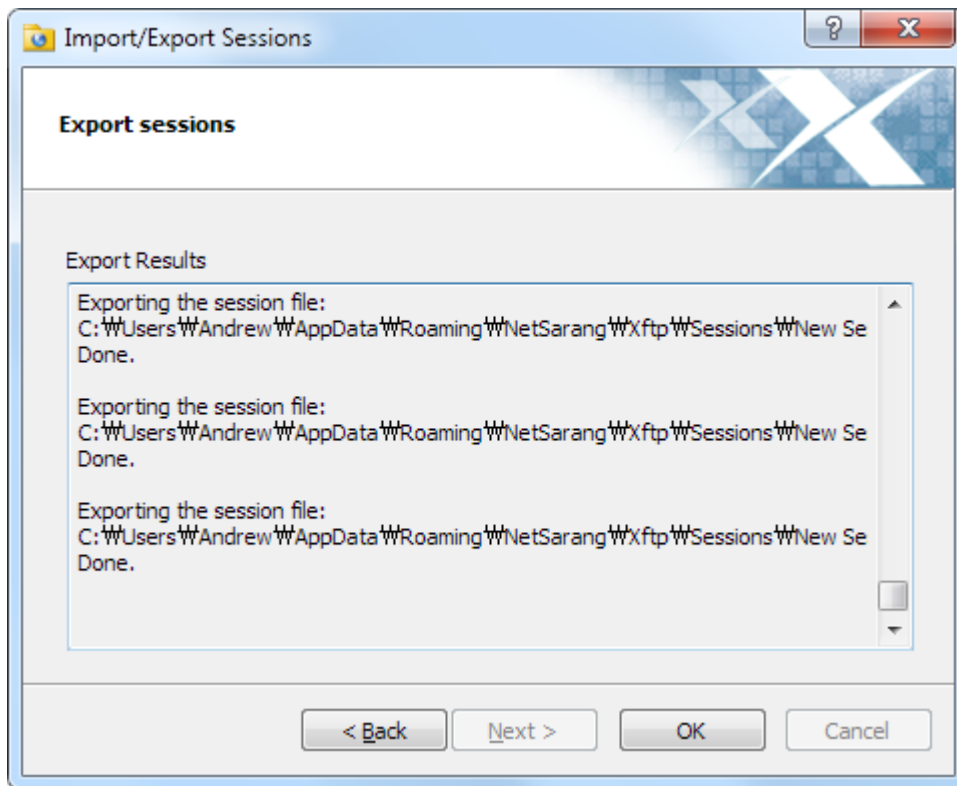 Import/Export Sessions
Export sessions
Export Results
Exporting the session file:
C:₩Users₩Andrew₩AppData₩Roaming₩NetSarang₩Xftp₩Sessions₩New Se
Done.
Exporting the session file:
C:₩Users₩Andrew₩AppData₩Roaming₩NetSarang₩Xftp₩Sessions₩New Se
Done.
Exporting the session file:
C:₩Users₩Andrew₩AppData₩Roaming₩NetSarang₩Xftp₩Sessions₩New Se
Done.
< Back Next > OK Cancel